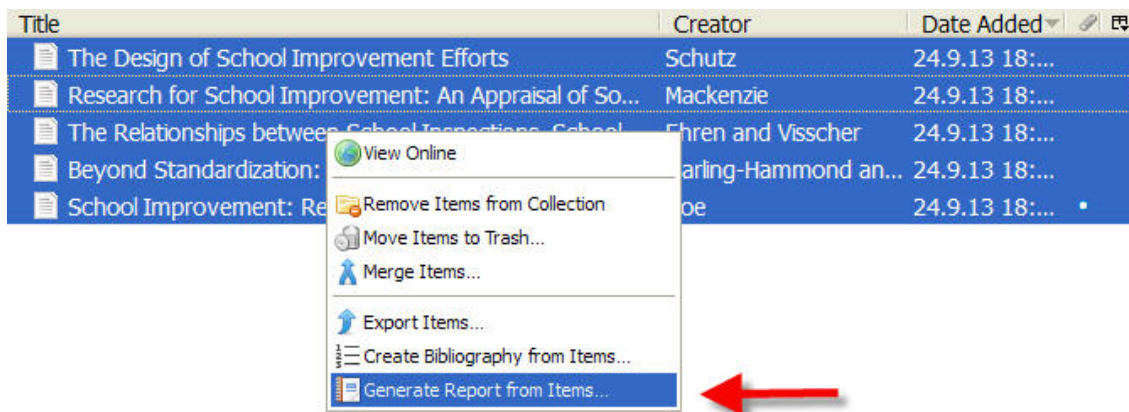 Title Creator Date Added
The Design of School Improvement Efforts Schutz 24.9.13 18:...
Research for School Improvement: An Appraisal of So... Mackenzie 24.9.13 18:...
The Relationships between School Inspections, School Ehren and Visscher 24.9.13 18:...
Beyond Standardization: arling-Hammond an... 24.9.13 18:...
School Improvement: Re oe 24.9.13 18:...
View Online
Remove Items from Collection
Move Items to Trash...
Merge Items...
Export Items...
Create Bibliography from Items...
Generate Report from Items...